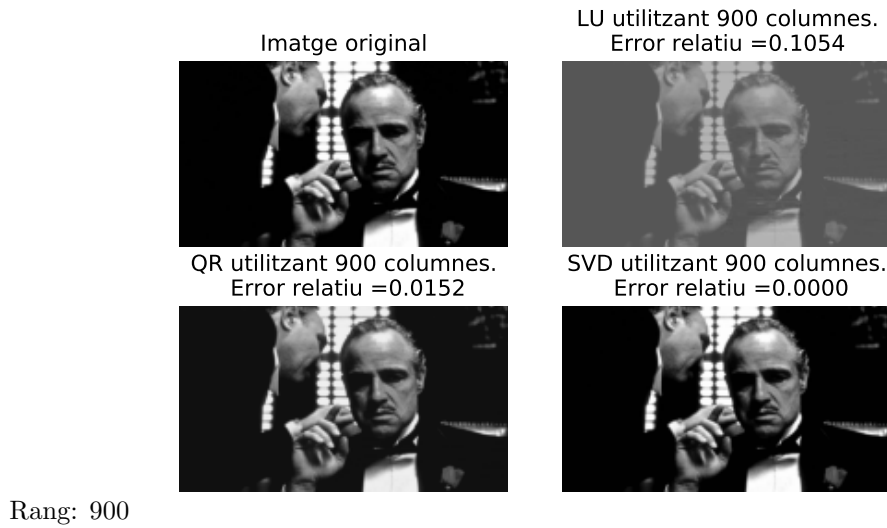 Imatge original
LU utilitzant 900 columnes.
Error relatiu =0.1054
QR utilitzant 900 columnes.
Error relatiu =0.0152
SVD utilitzant 900 columnes.
Error relatiu =0.0000
Rang: 900